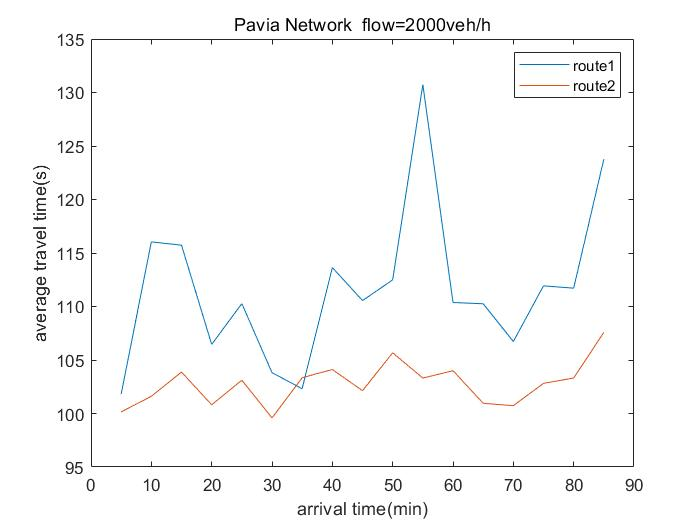 Pavia Network  flow=2000veh/h
135
130
125
120
115
110
105
100
95
average travel time(s)
route1
route2
0 10 20 30 40 50 60 70 80 90
arrival time(min)